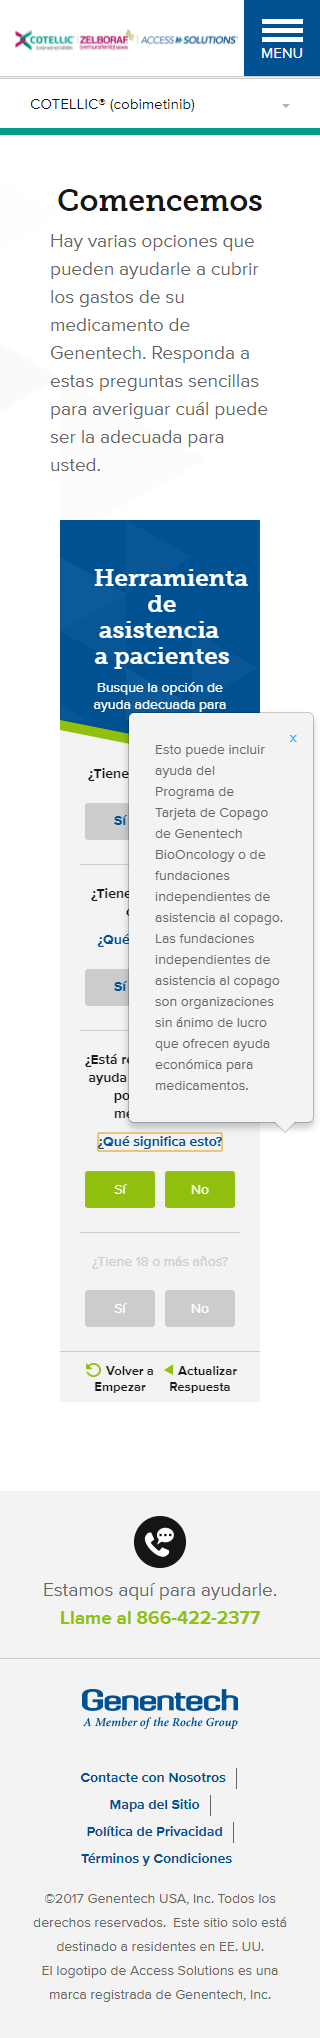 COTELLIC® (cobimetinib) tablets | ZELBORAF® (vemurafenib) tablets | ACCESS SOLUTIONS®
MENU
COTELLIC® (cobimetinib)
Comencemos
Hay varias opciones que
pueden ayudarle a cubrir
los gastos de su
medicamento de
Genentech. Responda a
estas preguntas sencillas
para averiguar cuál puede
ser la adecuada para
usted.
Herramienta
de
asistencia
a pacientes
Busque la opción de
ayuda adecuada para
x
Esto puede incluir
ayuda del
Programa de
Tarjeta de Copago
de Genentech
BioOncology o de
fundaciones
independientes de
asistencia al copago.
Las fundaciones
independientes de
asistencia al copago
son organizaciones
sin ánimo de lucro
que ofrecen ayuda
económica para
medicamentos.
¿Tiene
Sí
¿Tiene
¿Qué
Sí
¿Está
ayuda
¿Qué significa esto?
Sí No
¿Tiene 18 o más años?
Sí No
Volver a Empezar
Actualizar Respuesta
Estamos aquí para ayudarle.
Llame al 866-422-2377
Genentech
A Member of the Roche Group
Contacte con Nosotros
Mapa del Sitio
Política de Privacidad
Términos y Condiciones
©2017 Genentech USA, Inc. Todos los
derechos reservados. Este sitio solo está
destinado a residentes en EE. UU.
El logotipo de Access Solutions es una
marca registrada de Genentech, Inc.